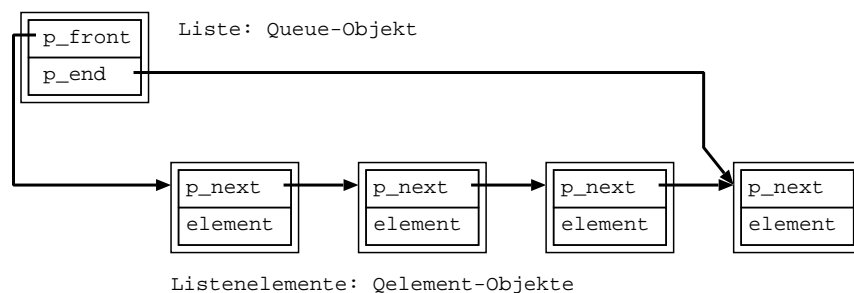 Liste: Queue-Objekt
p_front
p_end
p_next p_next p_next p_next
element element element element
Listenelemente: Qelement-Objekte